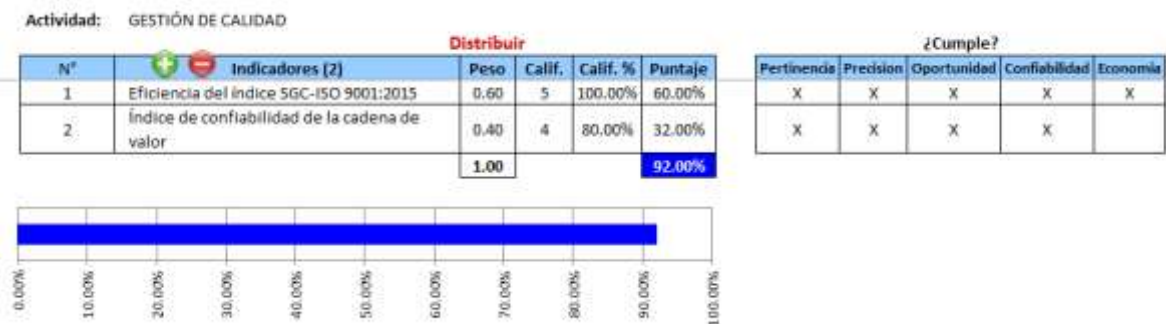 Actividad: GESTIÓN DE CALIDAD
Distribuir ¿Cumple?
N° Indicadores (2) Peso Calif. Calif. % Puntaje Pertinencia Precision Oportunidad Confiabilidad Economia
1 Eficiencia del índice SGC-ISO 9001:2015 0.60 5 100.00% 60.00% X X X X X
2 Índice de confiabilidad de la cadena de
valor 0.40 4 80.00% 32.00% X X X X
1.00 92.00%
0.00% 10.00% 20.00% 30.00% 40.00% 50.00% 60.00% 70.00% 80.00% 90.00% 100.00%